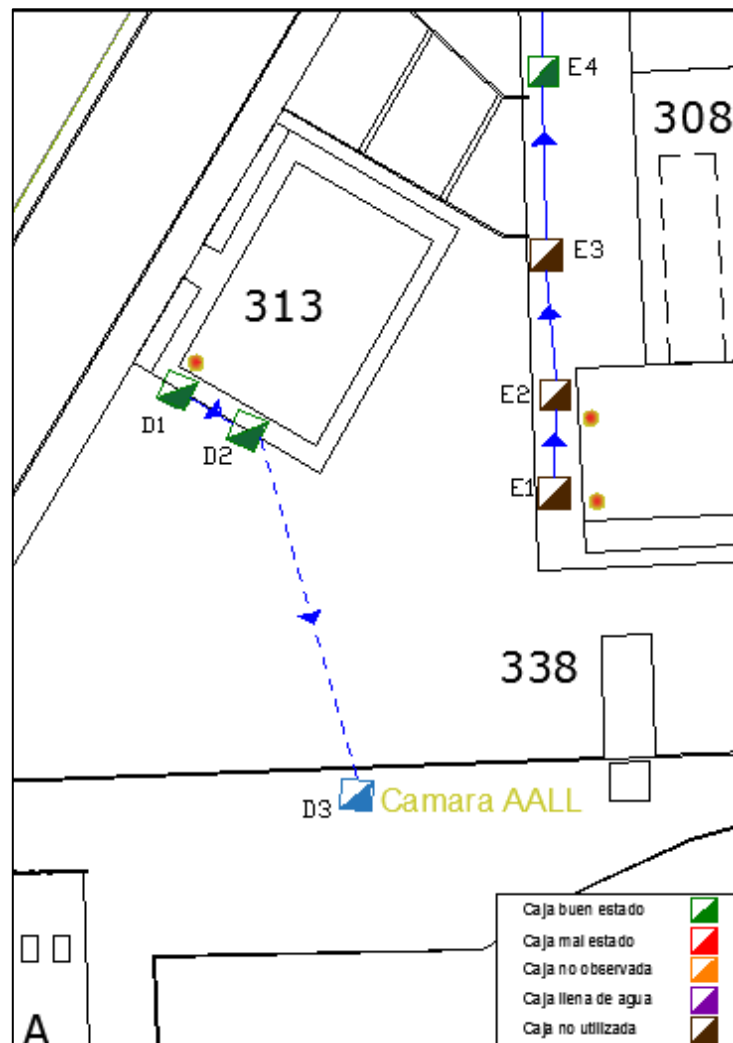 E4
308
E3
313
E2
D1
D2
E1
338
D3
Camara AALL
Caja buen estado
Caja mal estado
Caja no observada
Caja llena de agua
Caja no utilizada
A